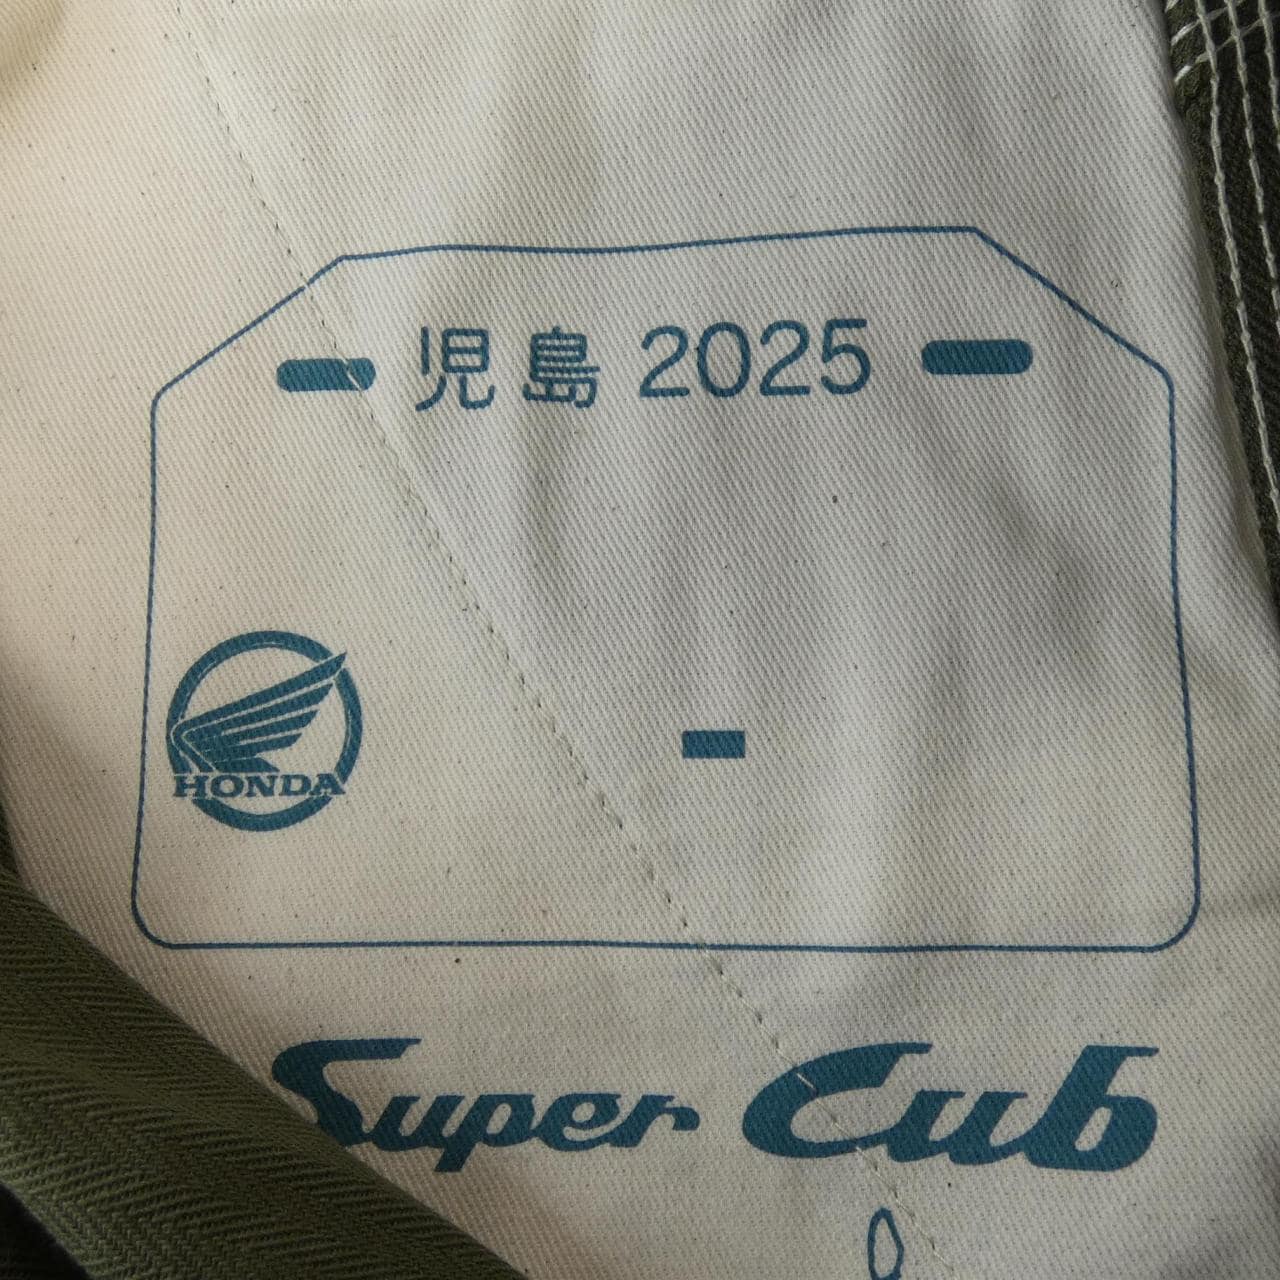 児島 2025
HONDA
Super Cub